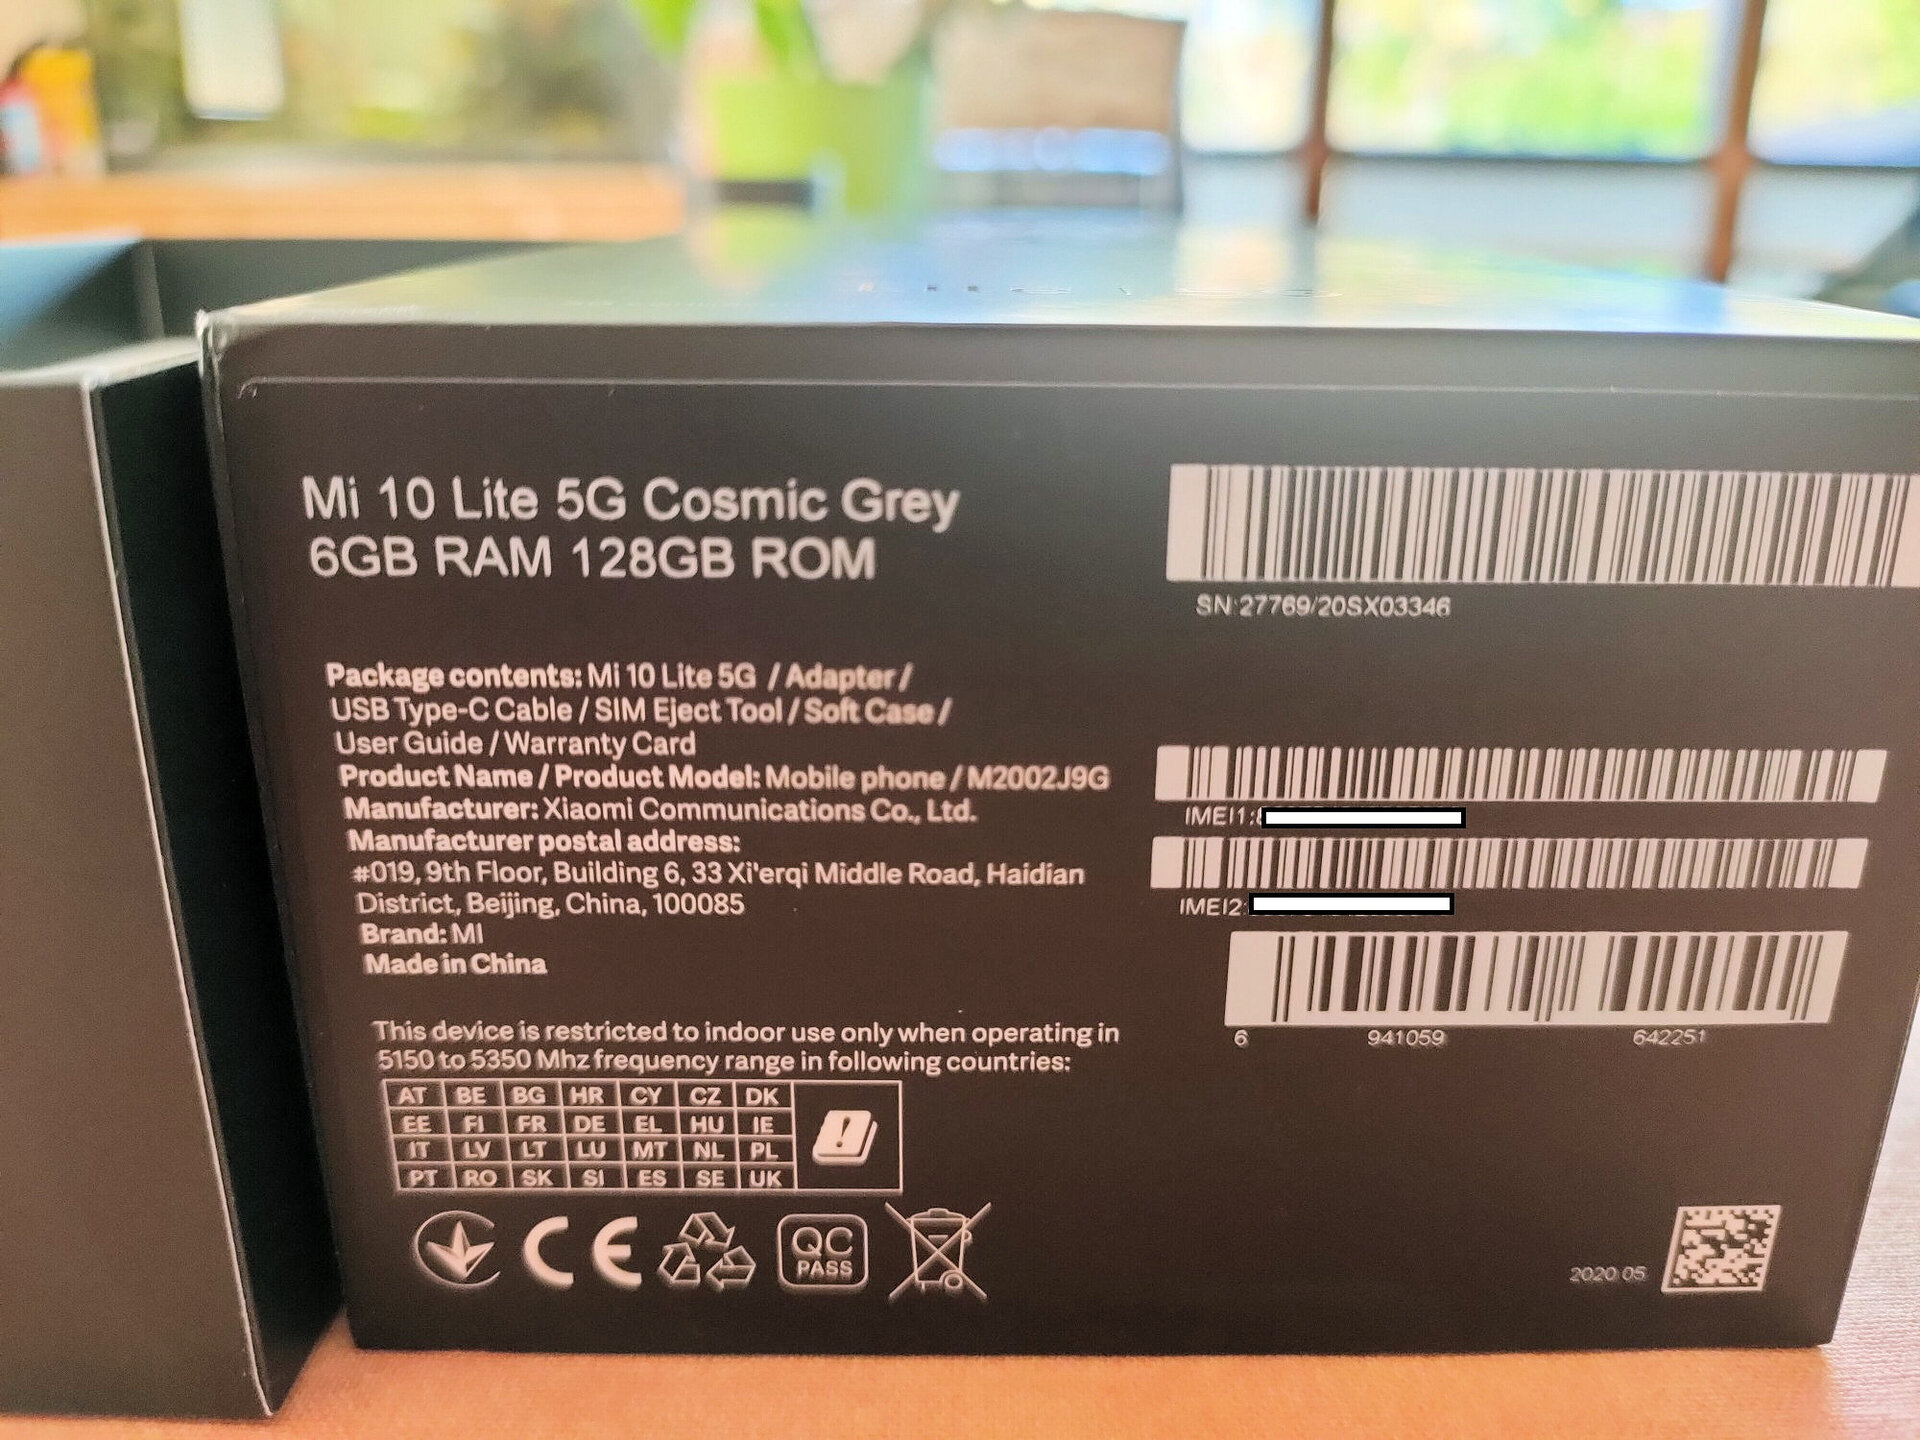 Mi 10 Lite 5G Cosmic Grey
6GB RAM 128GB ROM
SN:27769/20SX03346
Package contents: Mi 10 Lite 5G / Adapter /
USB Type-C Cable / SIM Eject Tool / Soft Case /
User Guide / Warranty Card
Product Name / Product Model: Mobile phone / M2002J9G
Manufacturer: Xiaomi Communications Co., Ltd.
Manufacturer postal address:
#019, 9th Floor, Building 6, 33 Xi'erqi Middle Road, Haidian
District, Beijing, China, 100085
Brand: MI
Made in China
IMEI1:
IMEI2:
6 941059 642251
This device is restricted to indoor use only when operating in
5150 to 5350 Mhz frequency range in following countries:
AT BE BG HR CY CZ DK
EE FI FR DE EL HU IE
IT LV LT LU MT NL PL
PT RO SK SI ES SE UK
CE
QC
PASS
2020 05